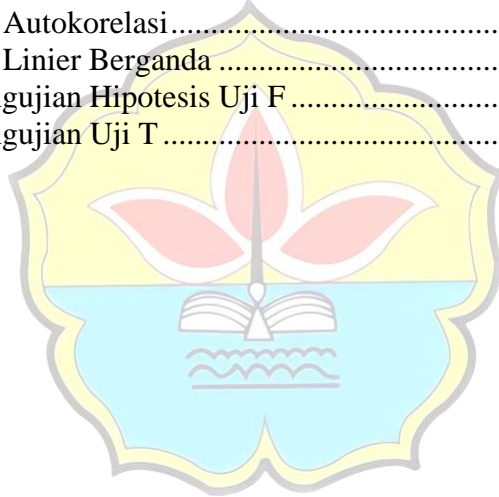 Autokorelasi..........................................
Linier Berganda ...................................
gujian Hipotesis Uji F ..........................
gujian Uji T ..........................................